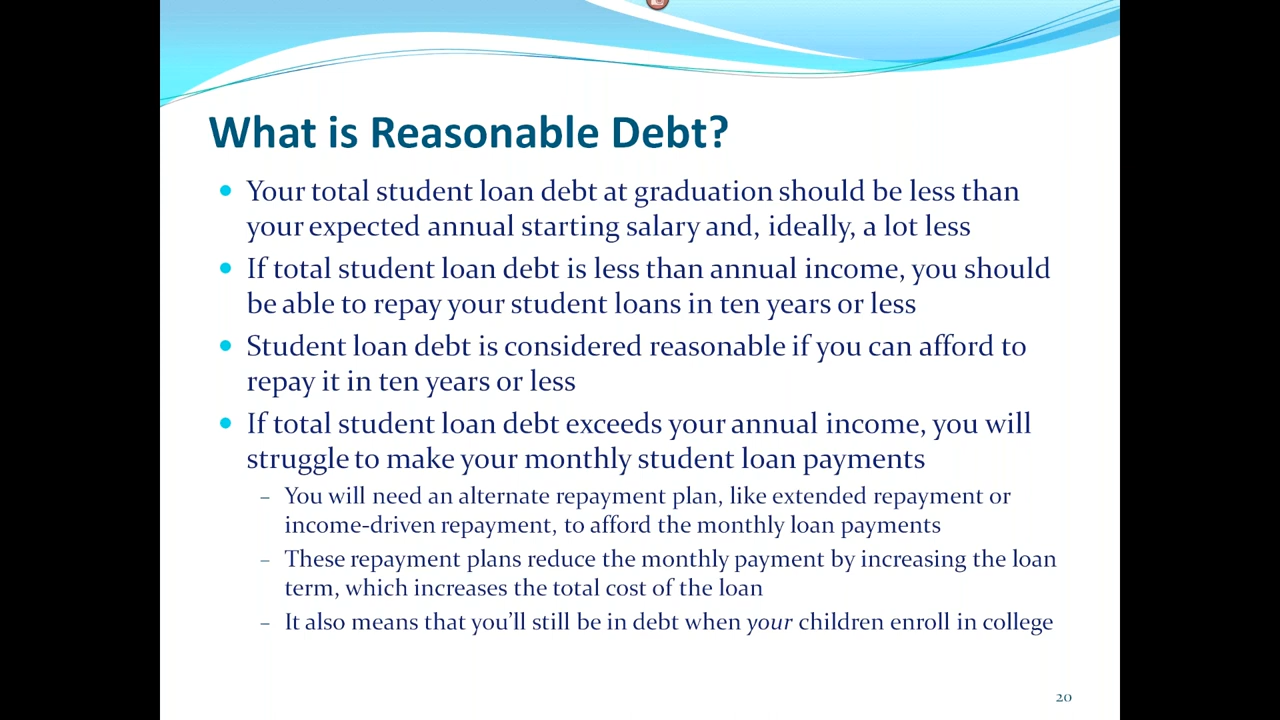 What is Reasonable Debt?
• Your total student loan debt at graduation should be less than
your expected annual starting salary and, ideally, a lot less
• If total student loan debt is less than annual income, you should
be able to repay your student loans in ten years or less
• Student loan debt is considered reasonable if you can afford to
repay it in ten years or less
• If total student loan debt exceeds your annual income, you will
struggle to make your monthly student loan payments
– You will need an alternate repayment plan, like extended repayment or
income-driven repayment, to afford the monthly loan payments
– These repayment plans reduce the monthly payment by increasing the loan
term, which increases the total cost of the loan
– It also means that you’ll still be in debt when your children enroll in college
20